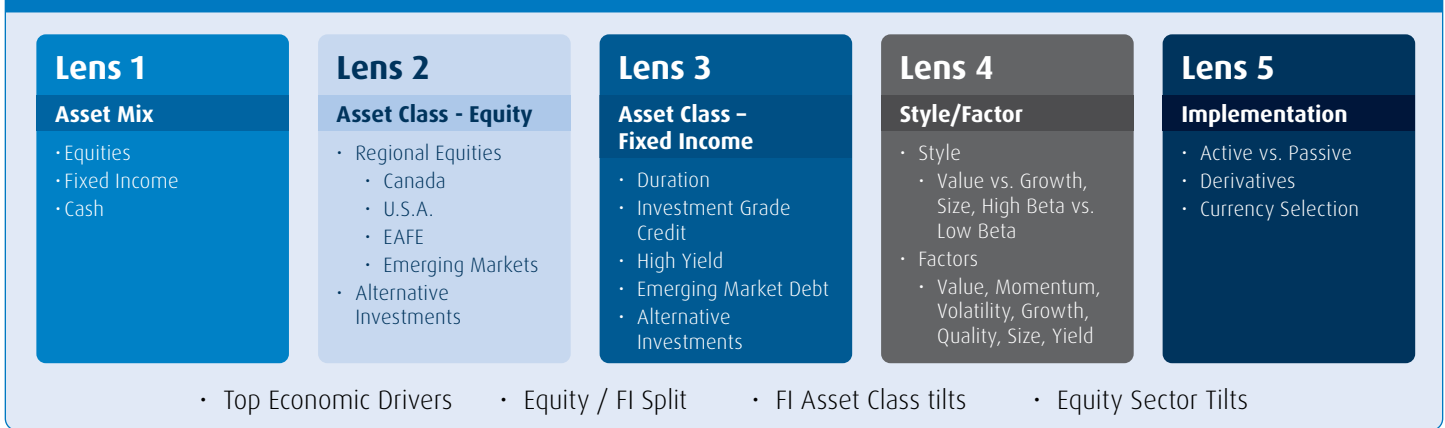 Lens 1
Asset Mix
· Equities
· Fixed Income
· Cash
Lens 2
Asset Class - Equity
· Regional Equities
· Canada
· U.S.A.
· EAFE
· Emerging Markets
· Alternative
Investments
Lens 3
Asset Class –
Fixed Income
· Duration
· Investment Grade
Credit
· High Yield
· Emerging Market Debt
· Alternative
Investments
Lens 4
Style/Factor
· Style
· Value vs. Growth,
Size, High Beta vs.
Low Beta
· Factors
· Value, Momentum,
Volatility, Growth,
Quality, Size, Yield
Lens 5
Implementation
· Active vs. Passive
· Derivatives
· Currency Selection
· Top Economic Drivers · Equity / FI Split · FI Asset Class tilts · Equity Sector Tilts